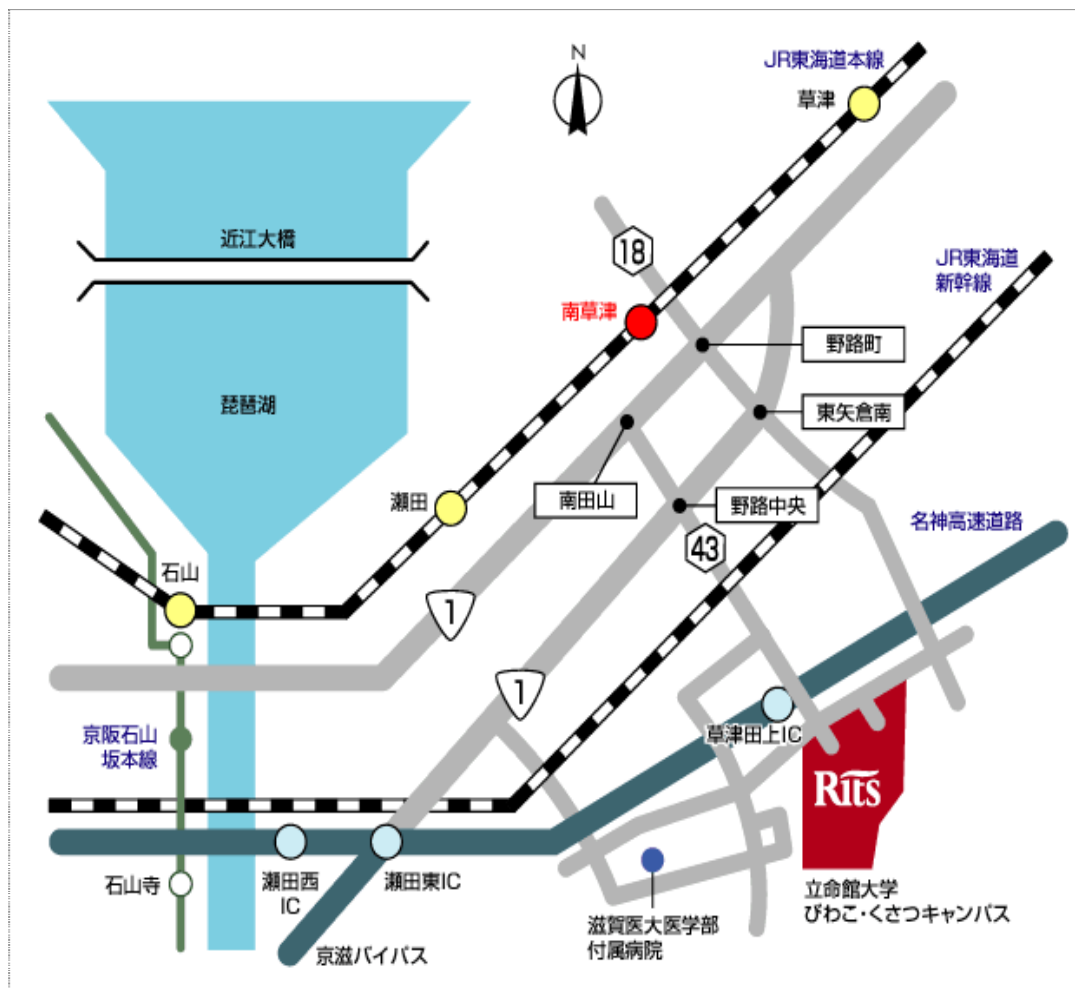 N
JR東海道本線
草津
近江大橋
18
JR東海道
新幹線
南草津
野路町
琵琶湖
東矢倉南
瀬田
南田山
野路中央
名神高速道路
43
石山
1
1
京阪石山
坂本線
草津田上IC
Rits
石山寺
瀬田西
IC
瀬田東IC
立命館大学
びわこ・くさつキャンパス
滋賀医大医学部
付属病院
京滋バイパス